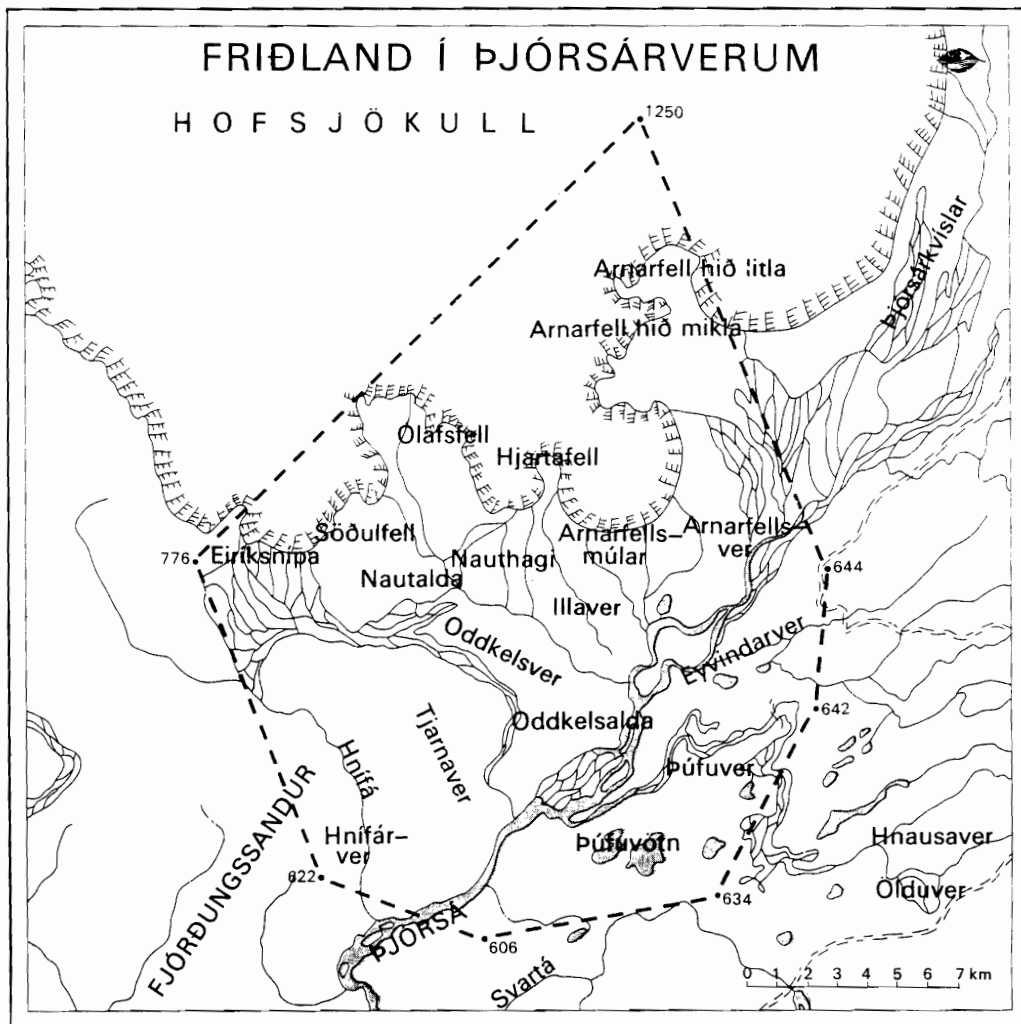 FRIÐLAND Í ÞJÓRSÁRVERUM
HOFSJÖKULL
1250
Þjórsárkvíslar
Arnarfell hið litla
Arnarfell hið mikla
Ólafsfell
Hjartafell
Söðulfell
Arnarfells-
múlar
Arnarfells-
ver
776
Eiríksnípa
Nautalda
Nauthagi
644
Illaver
Oddkelsver
Eyvindarver
642
Oddkelsalda
Tjarnaver
Hnífá
Þúfuver
FJÓRÐUNGSSANDUR
Hnífár-
ver
Þúfuvötn
Hnausaver
622
Ölduver
634
ÞJÓRSÁ
606
Svartá
0 1 2 3 4 5 6 7 km